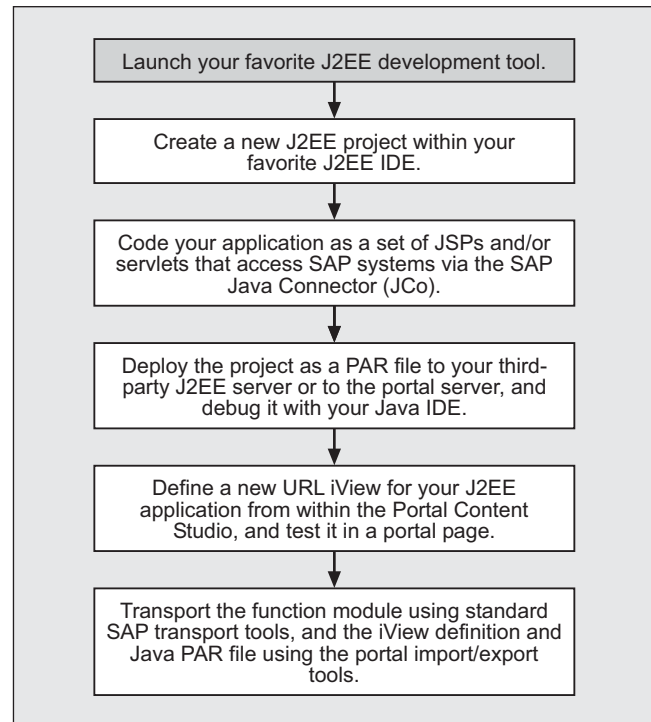 Launch your favorite J2EE development tool.
Create a new J2EE project within your
favorite J2EE IDE.
Code your application as a set of JSPs and/or
servlets that access SAP systems via the SAP
Java Connector (JCo).
Deploy the project as a PAR file to your third-
party J2EE server or to the portal server, and
debug it with your Java IDE.
Define a new URL iView for your J2EE
application from within the Portal Content
Studio, and test it in a portal page.
Transport the function module using standard
SAP transport tools, and the iView definition and
Java PAR file using the portal import/export
tools.